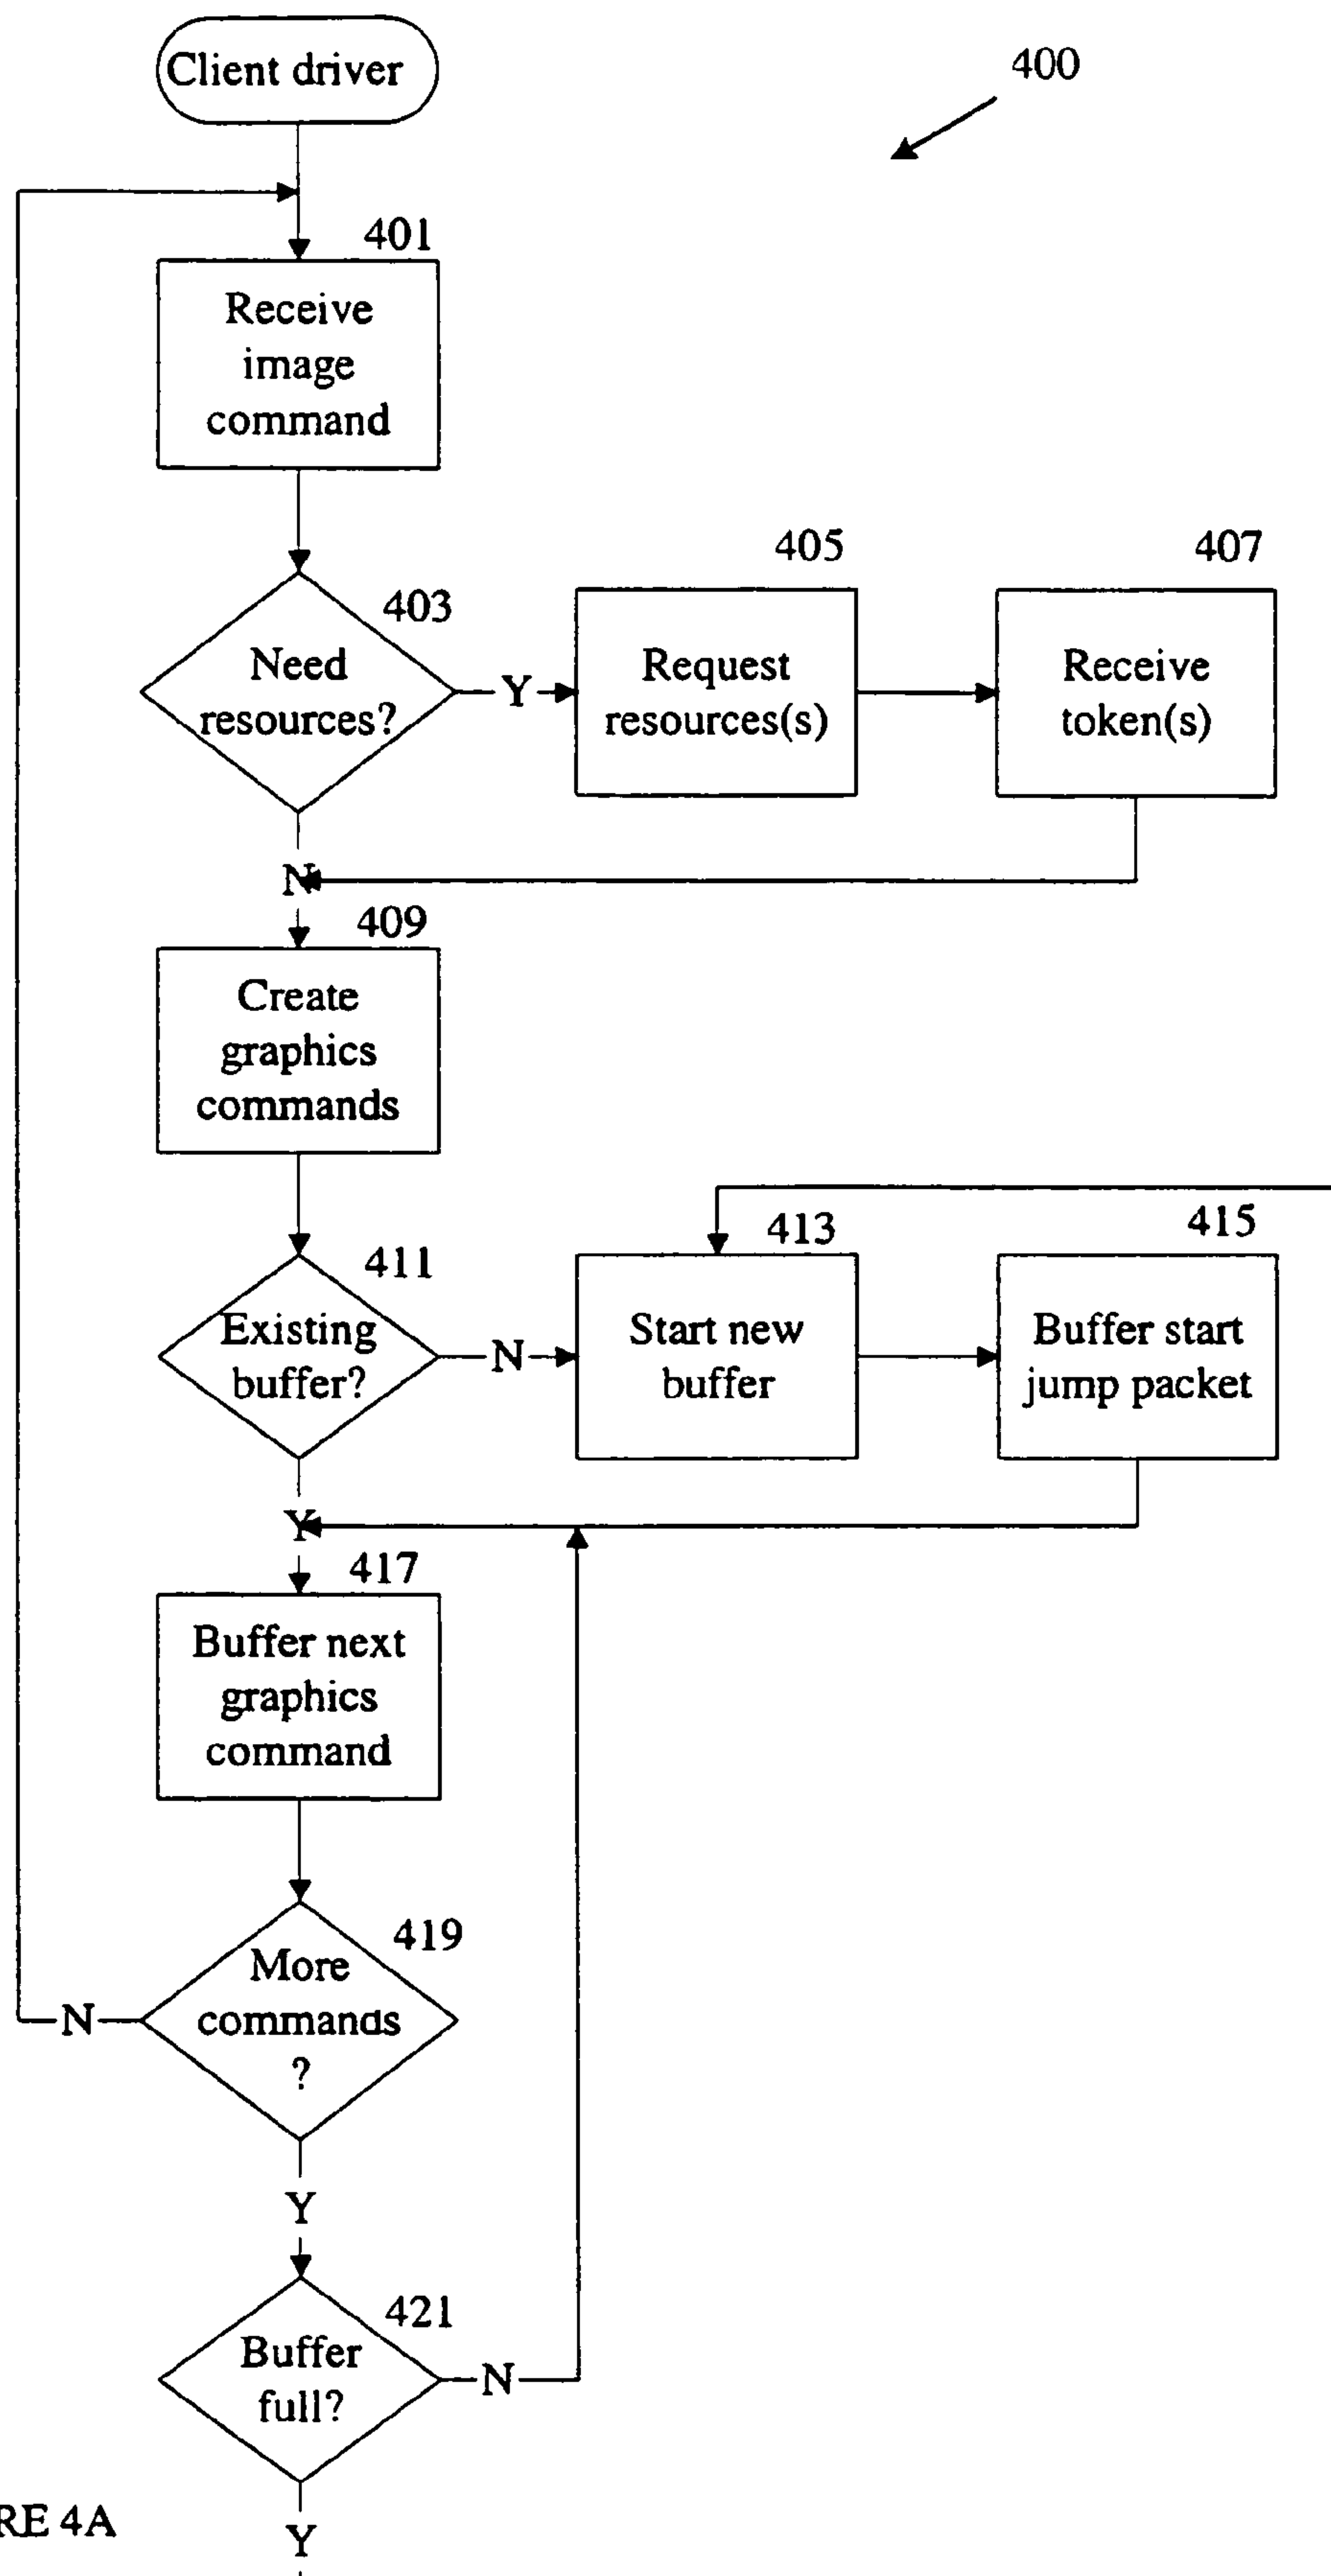 Client driver
400
401
Receive
image
command
403
Need
resources?
Y
405
Request
resources(s)
407
Receive
token(s)
N
409
Create
graphics
commands
411
Existing
buffer?
N
413
Start new
buffer
415
Buffer start
jump packet
Y
417
Buffer next
graphics
command
419
More
commands
?
N
Y
421
Buffer
full?
N
RE 4A
Y